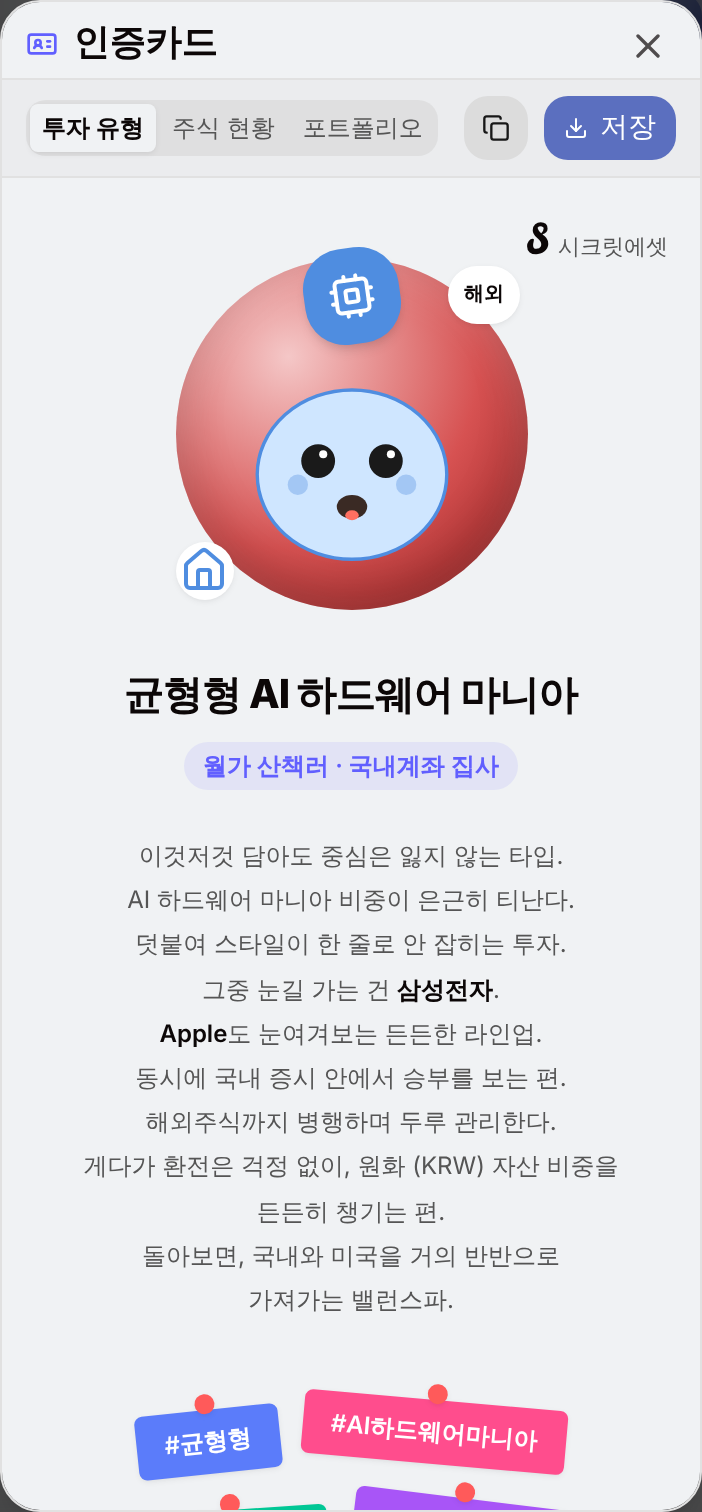 인증카드
투자 유형
주식 현황
포트폴리오
저장
시크릿에셋
해외
균형형 AI 하드웨어 마니아
월가 산책러 · 국내계좌 집사
이것저것 담아도 중심은 잃지 않는 타입.
AI 하드웨어 마니아 비중이 은근히 티난다.
덧붙여 스타일이 한 줄로 안 잡히는 투자.
그중 눈길 가는 건 삼성전자.
Apple도 눈여겨보는 든든한 라인업.
동시에 국내 증시 안에서 승부를 보는 편.
해외주식까지 병행하며 두루 관리한다.
게다가 환전은 걱정 없이, 원화 (KRW) 자산 비중을
든든히 챙기는 편.
돌아보면, 국내와 미국을 거의 반반으로
가져가는 밸런스파.
#균형형
#AI하드웨어마니아